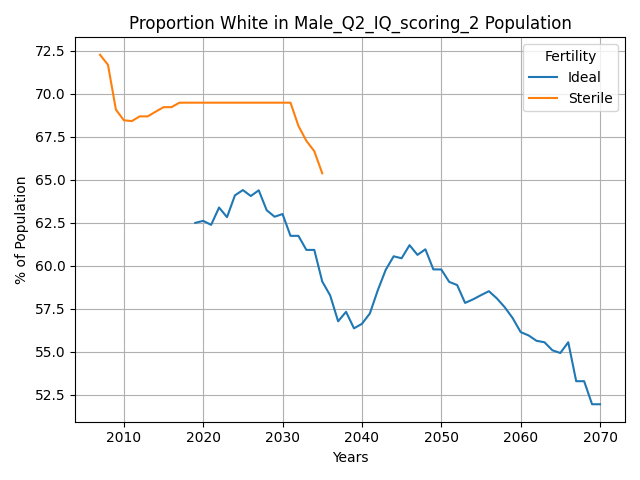 Proportion White in Male_Q2_IQ_scoring_2 Population
Fertility
Ideal
Sterile
% of Population
72.5
70.0
67.5
65.0
62.5
60.0
57.5
55.0
52.5
2010 2020 2030 2040 2050 2060 2070
Years